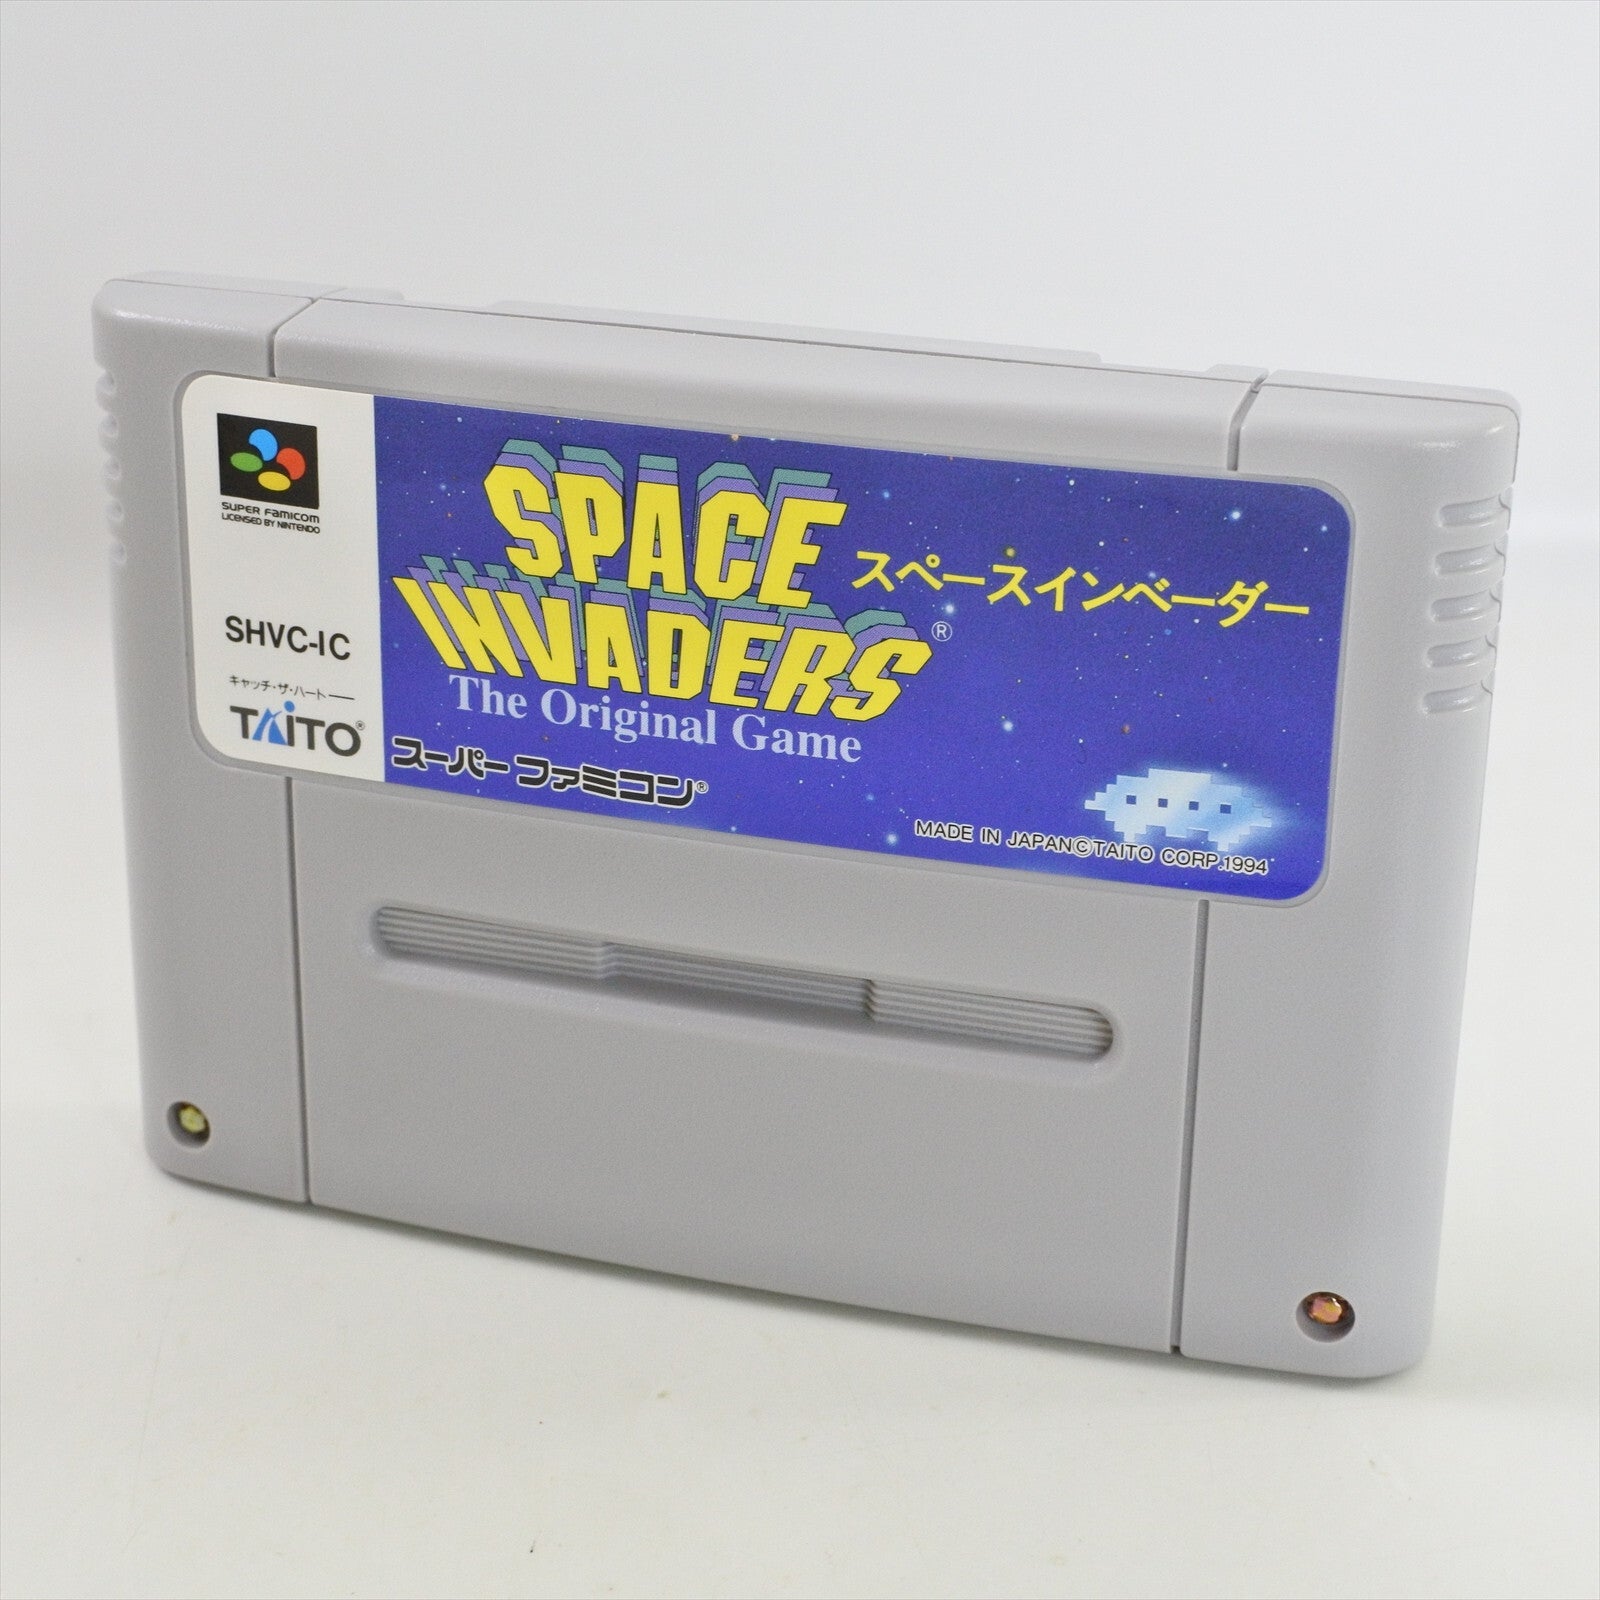 SUPER FAMICOM
LICENSED BY NINTENDO
SHVC-IC
キャッチ・ザ・ハート
TAITO®
SPACE
INVADERS®
The Original Game
スペースインベーダー
スーパーファミコン®
MADE IN JAPAN©TAITO CORP.1994